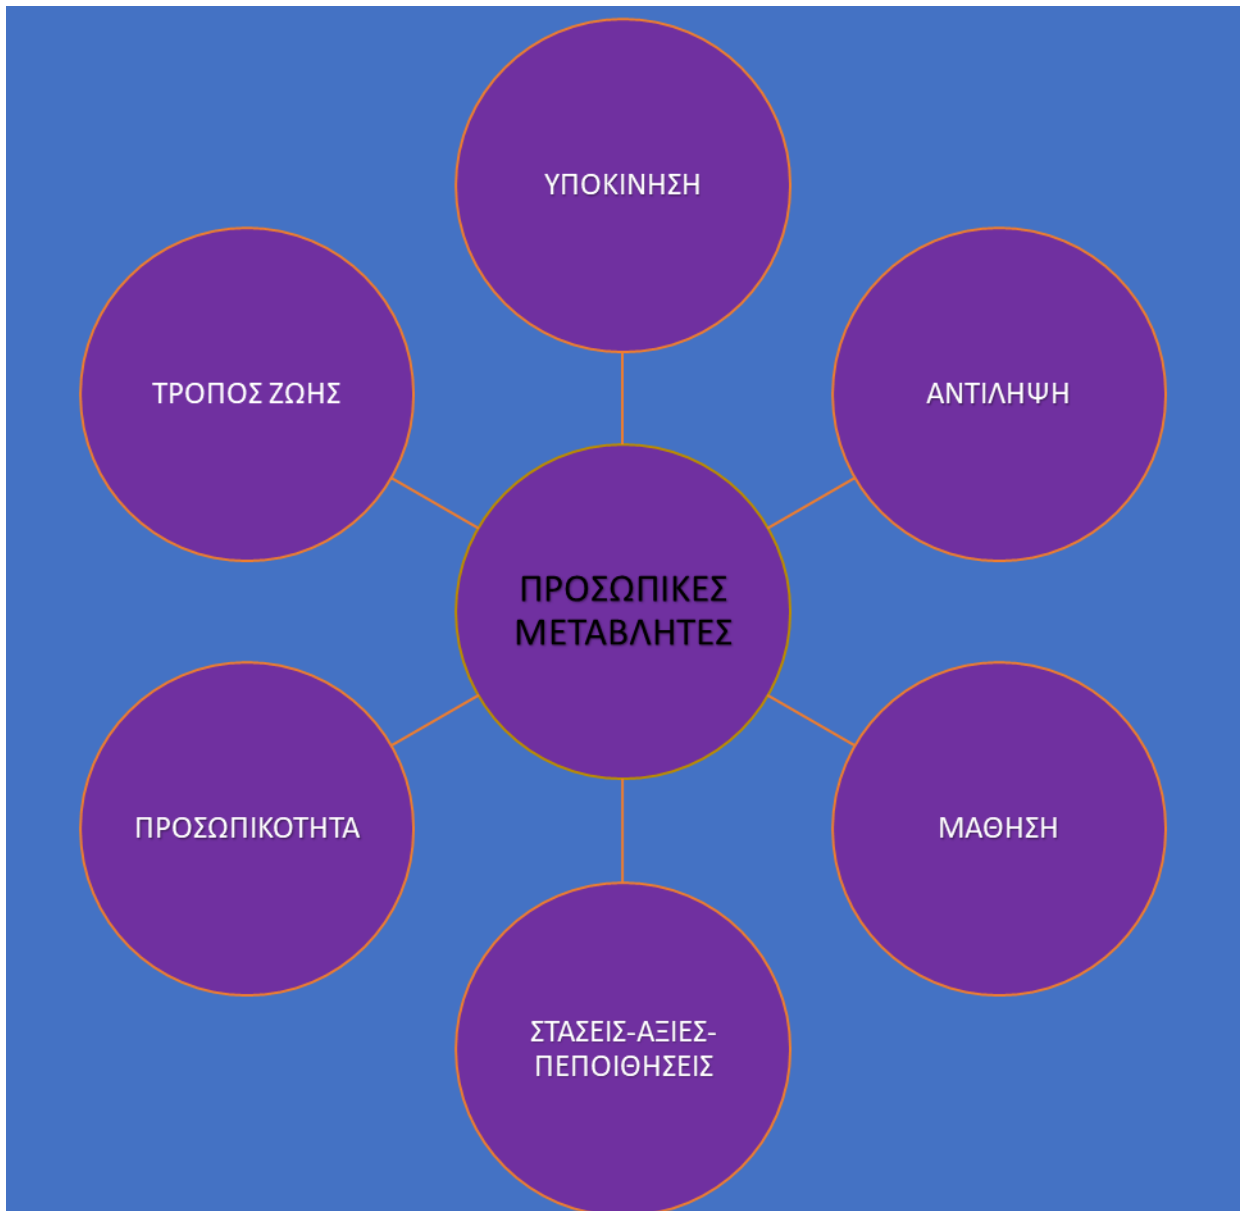 ΥΠΟΚΙΝΗΣΗ
ΤΡΟΠΟΣ ΖΩΗΣ
ΑΝΤΙΛΗΨΗ
ΠΡΟΣΩΠΙΚΕΣ
ΜΕΤΑΒΛΗΤΕΣ
ΠΡΟΣΩΠΙΚΟΤΗΤΑ
ΜΑΘΗΣΗ
ΣΤΑΣΕΙΣ-ΑΞΙΕΣ-
ΠΕΠΟΙΘΗΣΕΙΣ